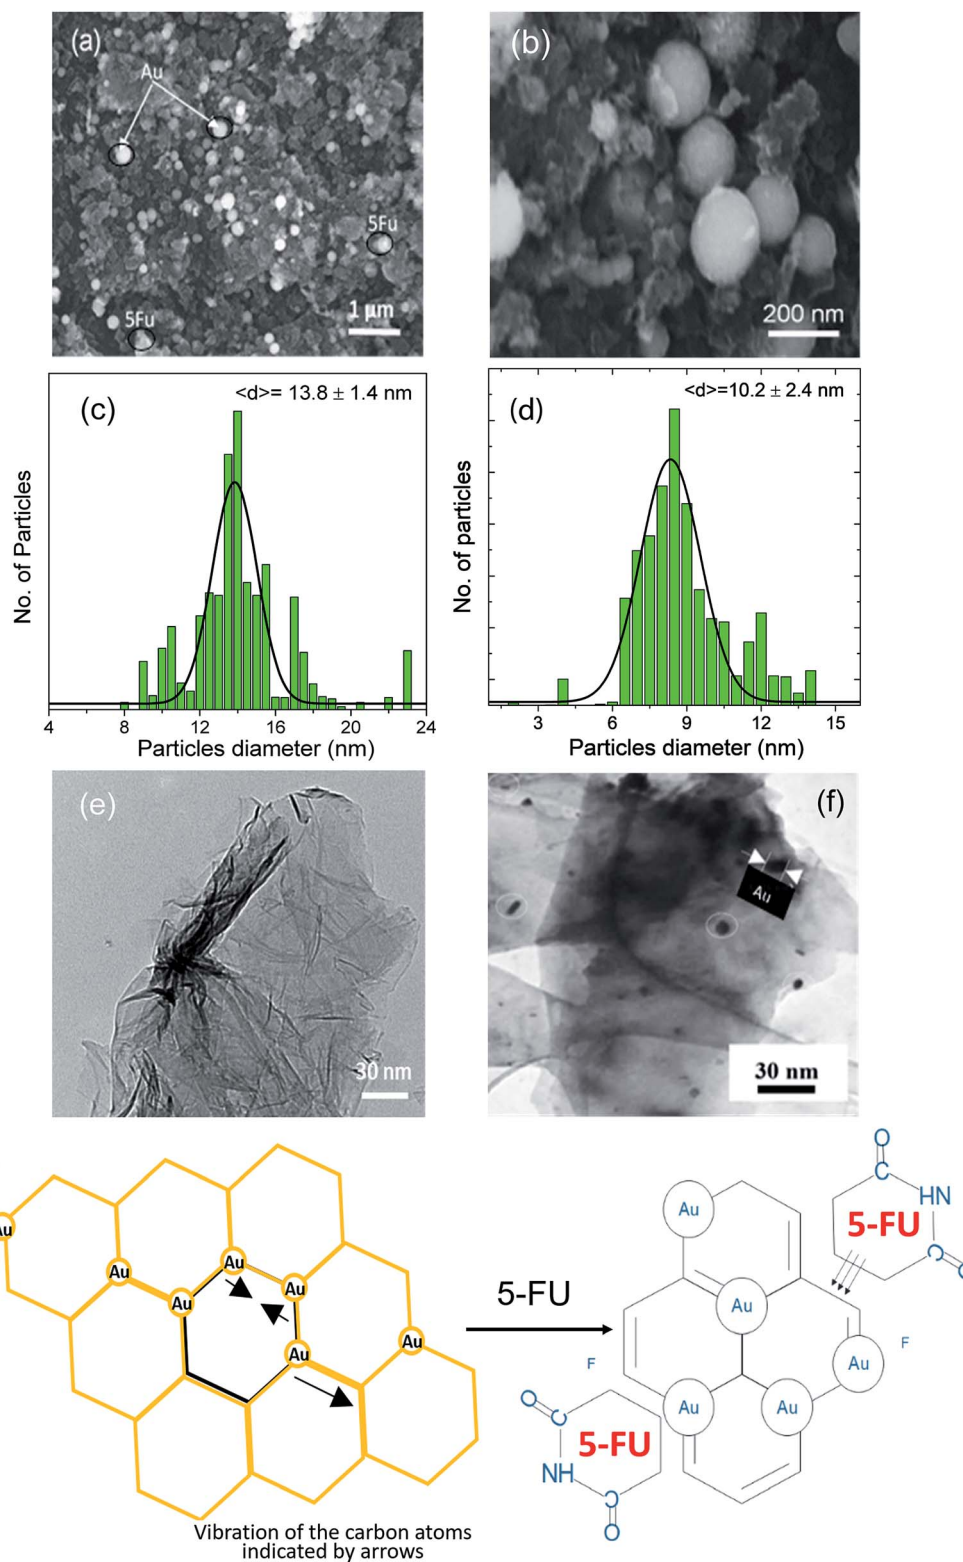 (a)
Au
5Fu
5Fu
1 μm
(b)
200 nm
(c)
<d>= 13.8 ± 1.4 nm
No. of Particles
4 8 12 16 20 24
Particles diameter (nm)
(d)
<d>=10.2 ± 2.4 nm
No. of particles
3 6 9 12 15
Particles diameter (nm)
(e)
30 nm
(f)
Au
30 nm
Au
Au
Au
Au
Au
Au
Au
Vibration of the carbon atoms
indicated by arrows
5-FU
O
C
HN
5-FU
C
O
Au
Au
F
Au
F
Au
Au
O
C
5-FU
NH
C
O